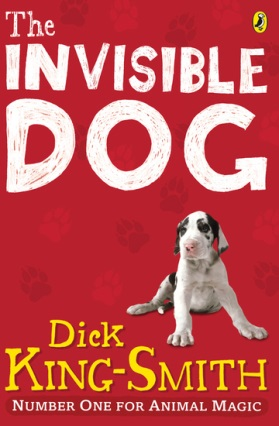 The
INVISIBLE
DOG
Dick
KING-SMITH
NUMBER ONE FOR ANIMAL MAGIC